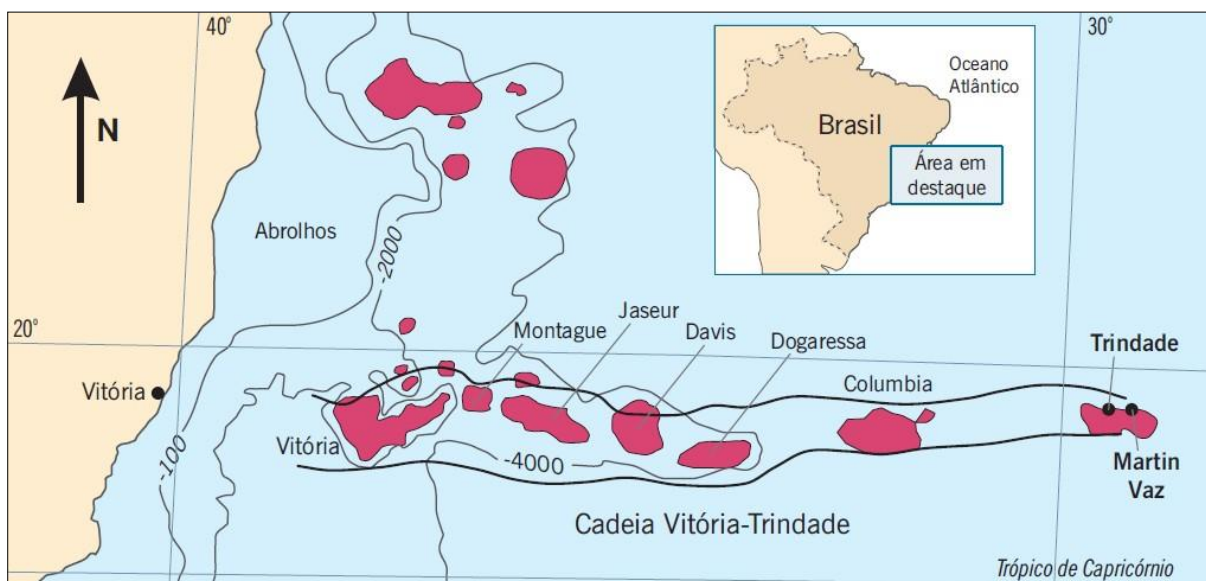 40°
30°
Oceano
Atlântico
Brasil
Área em
destaque
N
Abrolhos
-2000
20°
Montague
Jaseur
Davis
Dogaressa
Trindade
Vitória
Columbia
Vitória
-100
-4000
Martin
Vaz
Cadeia Vitória-Trindade
Trópico de Capricórnio